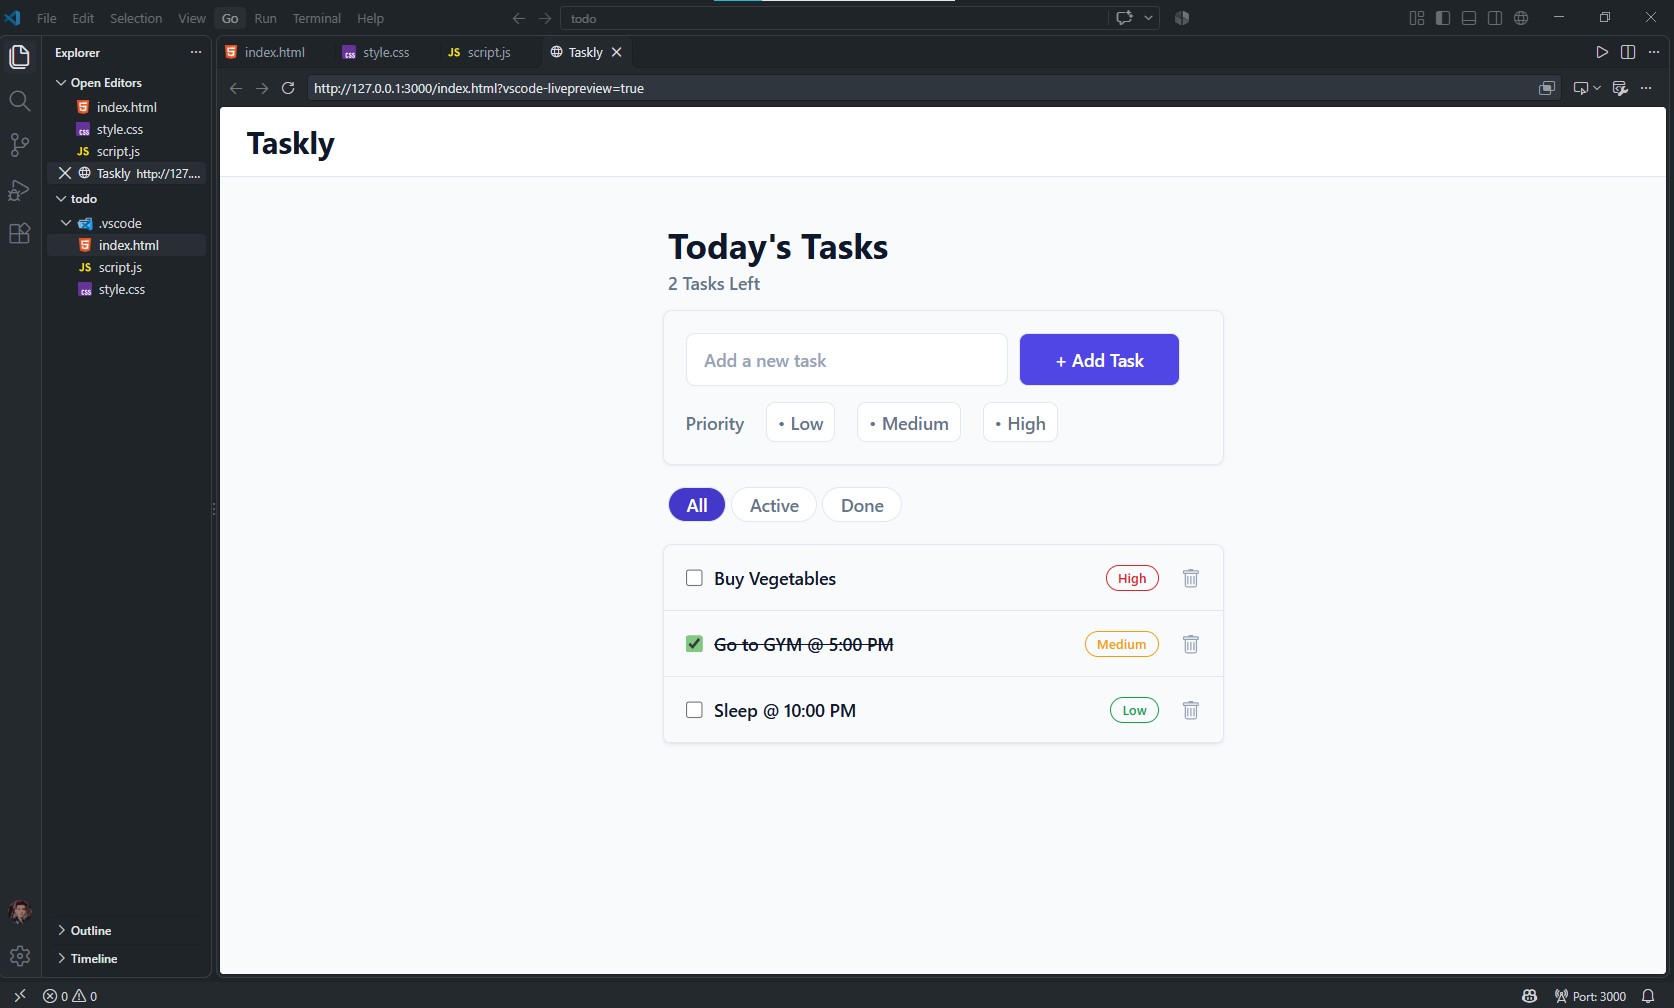 File Edit Selection View Go Run Terminal Help
todo
Explorer
Open Editors
index.html
style.css
script.js
Taskly http://127....
todo
.vscode
index.html
script.js
style.css
Outline
Timeline
index.html style.css script.js Taskly
http://127.0.0.1:3000/index.html?vscode-livepreview=true
Taskly
Today's Tasks
2 Tasks Left
Add a new task + Add Task
Priority • Low • Medium • High
All Active Done
Buy Vegetables High
Go to GYM @ 5:00 PM Medium
Sleep @ 10:00 PM Low
0 0 Port: 3000